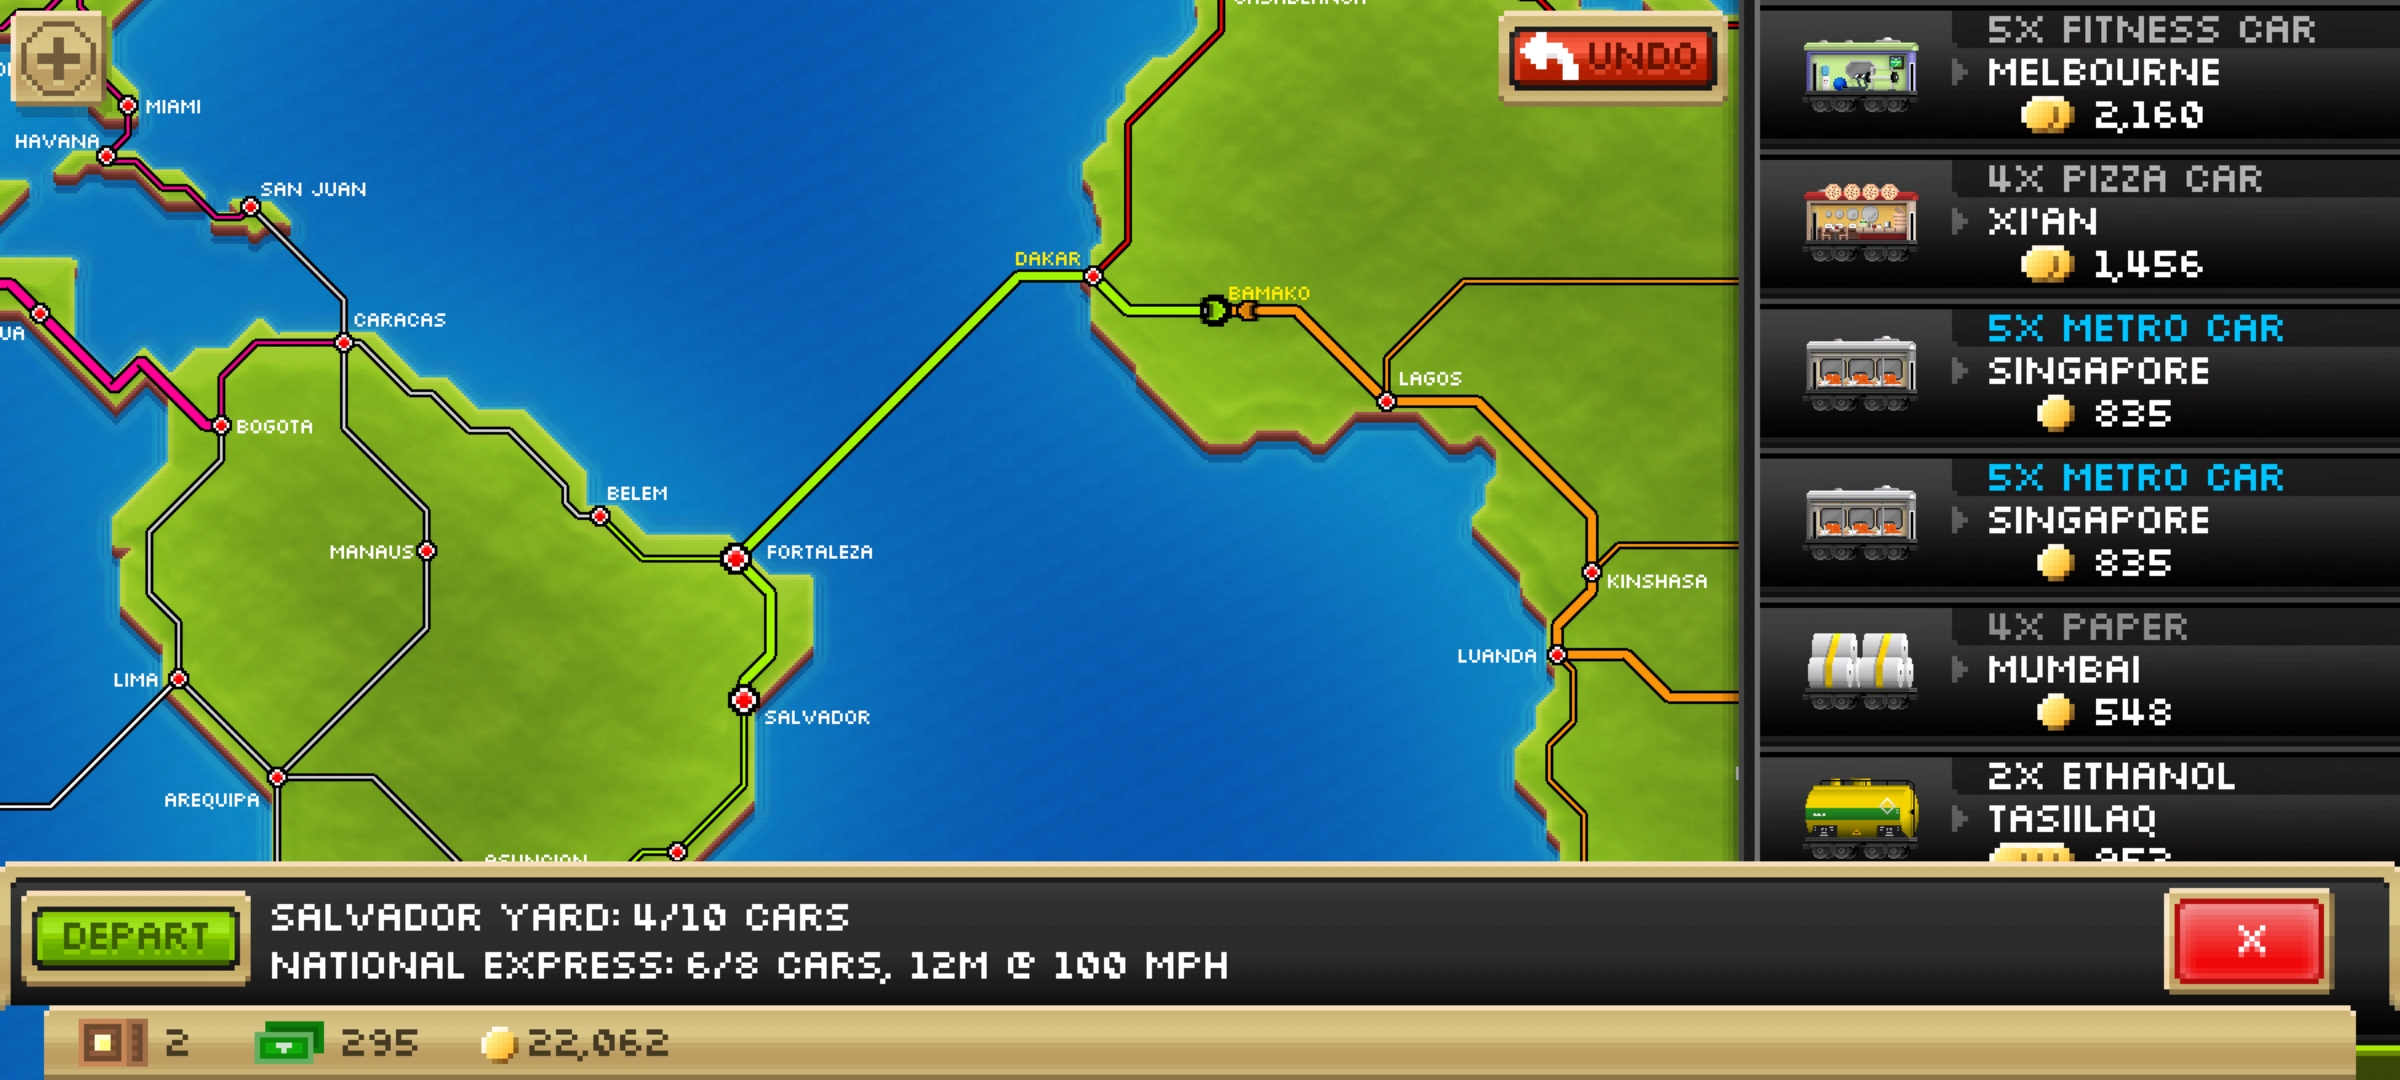 MIAMI
HAVANA
SAN JUAN
CARACAS
UA
BOGOTA
BELEM
MANAUS
FORTALEZA
LIMA
SALVADOR
AREQUIPA
ASUNCION
CASABLANCA
DAKAR
BAMAKO
LAGOS
KINSHASA
LUANDA
UNDO
5X FITNESS CAR
MELBOURNE
2,160
4X PIZZA CAR
XI'AN
1,456
5X METRO CAR
SINGAPORE
835
5X METRO CAR
SINGAPORE
835
4X PAPER
MUMBAI
548
2X ETHANOL
TASIILAQ
DEPART
SALVADOR YARD: 4/10 CARS
NATIONAL EXPRESS: 6/8 CARS, 12M @ 100 MPH
X
2
295
22,062